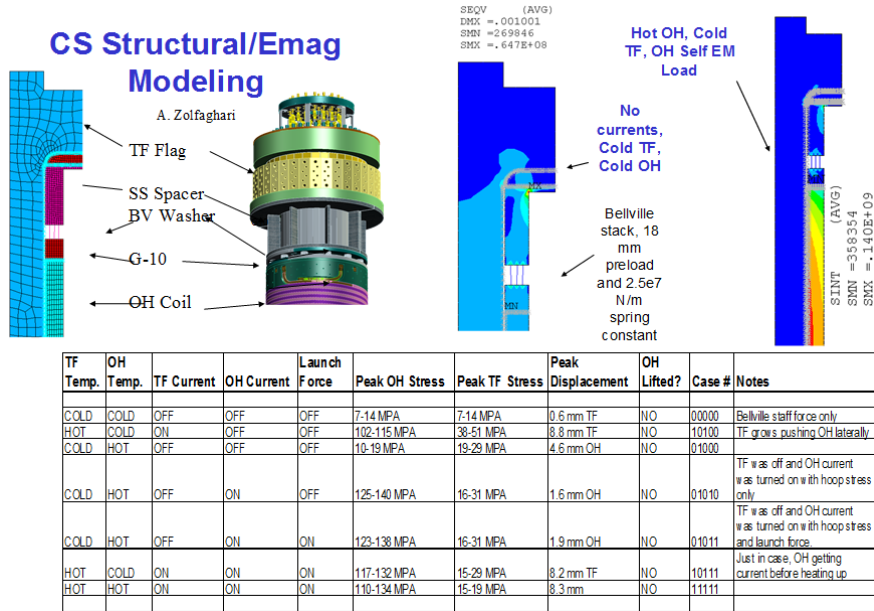 CS Structural/Emag
Modeling
A. Zolfaghari
TF Flag
SS Spacer
BV Washer
G-10
OH Coil
SEQV (AVG)
DMX =.001001
SMN =269846
SMX =.647E+08
MX
MN
No
currents,
Cold TF,
Cold OH
Bellville
stack, 18
mm
preload
and 2.5e7
N/m
spring
constant
Hot OH, Cold
TF, OH Self EM
Load
SINT (AVG)
SMN =358354
SMX =.140E+09
TF Temp. OH Temp. TF Current OH Current Launch Force Peak OH Stress Peak TF Stress Peak Displacement OH Lifted? Case # Notes
COLD COLD OFF OFF OFF 7-14 MPA 7-14 MPA 0.6 mm TF NO 00000 Bellville staff force only
HOT COLD ON OFF OFF 102-115 MPA 38-51 MPA 8.8 mm TF NO 10100 TF grows pushing OH laterally
COLD HOT OFF OFF OFF 10-19 MPA 19-29 MPA 4.6 mm OH NO 01000
COLD HOT OFF ON OFF 125-140 MPA 16-31 MPA 1.6 mm OH NO 01010 TF was off and OH current was turned on with hoop stress only
COLD HOT OFF ON ON 123-138 MPA 16-31 MPA 1.9 mm OH NO 01011 TF was off and OH current was turned on with hoop stress and launch force.
HOT COLD ON ON ON 117-132 MPA 15-29 MPA 8.2 mm TF NO 10111 Just in case, OH getting current before heating up
HOT HOT ON ON ON 110-134 MPA 15-19 MPA 8.3 mm NO 11111